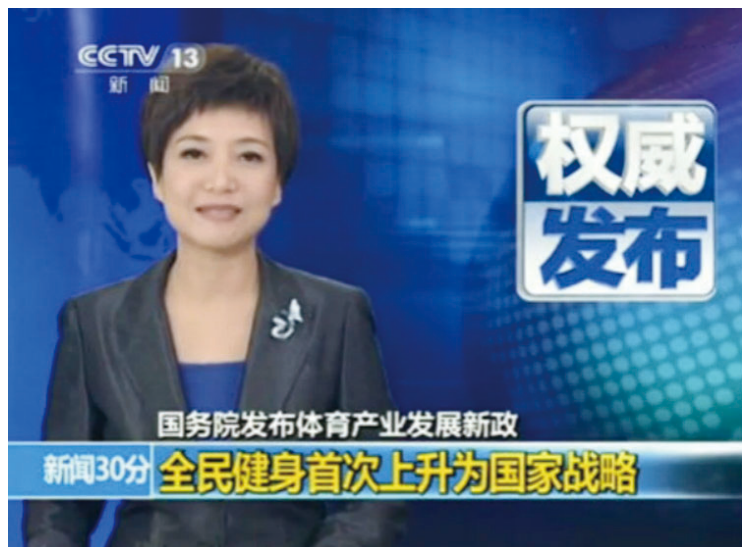 CCTV 13
新闻
权威
发布
国务院发布体育产业发展新政
新闻30分
全民健身首次上升为国家战略